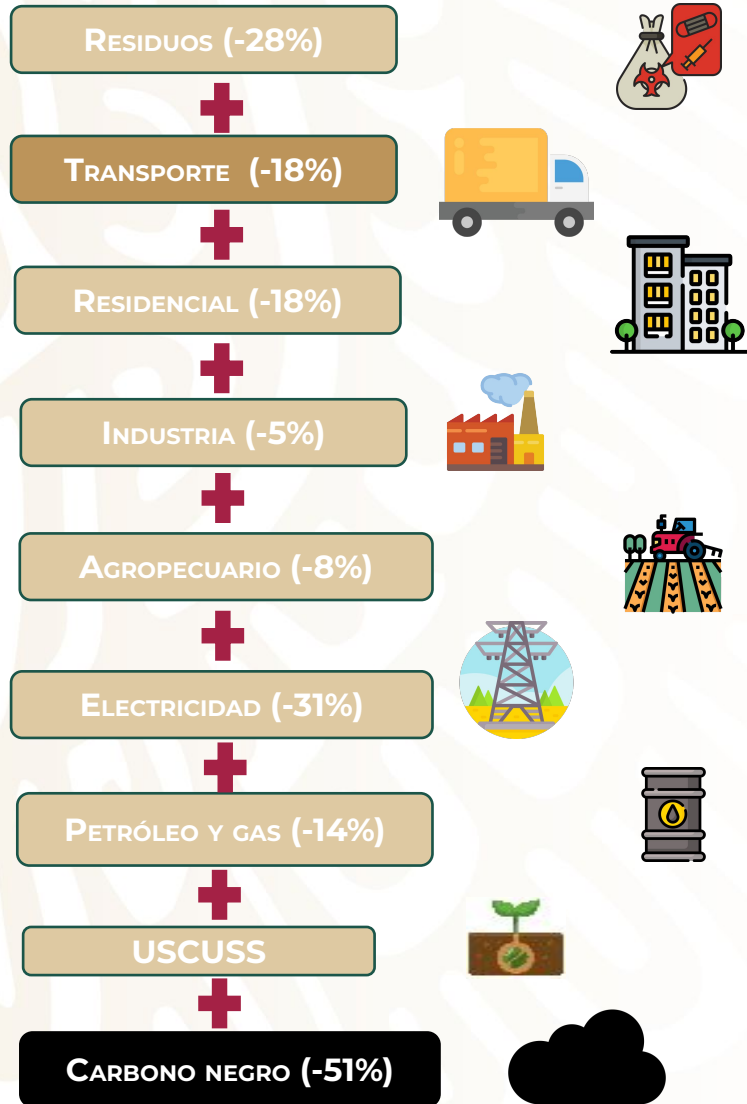 RESIDUOS (-28%)
TRANSPORTE (-18%)
RESIDENCIAL (-18%)
INDUSTRIA (-5%)
AGROPECUARIO (-8%)
ELECTRICIDAD (-31%)
PETRÓLEO Y GAS (-14%)
USCUSS
CARBONO NEGRO (-51%)